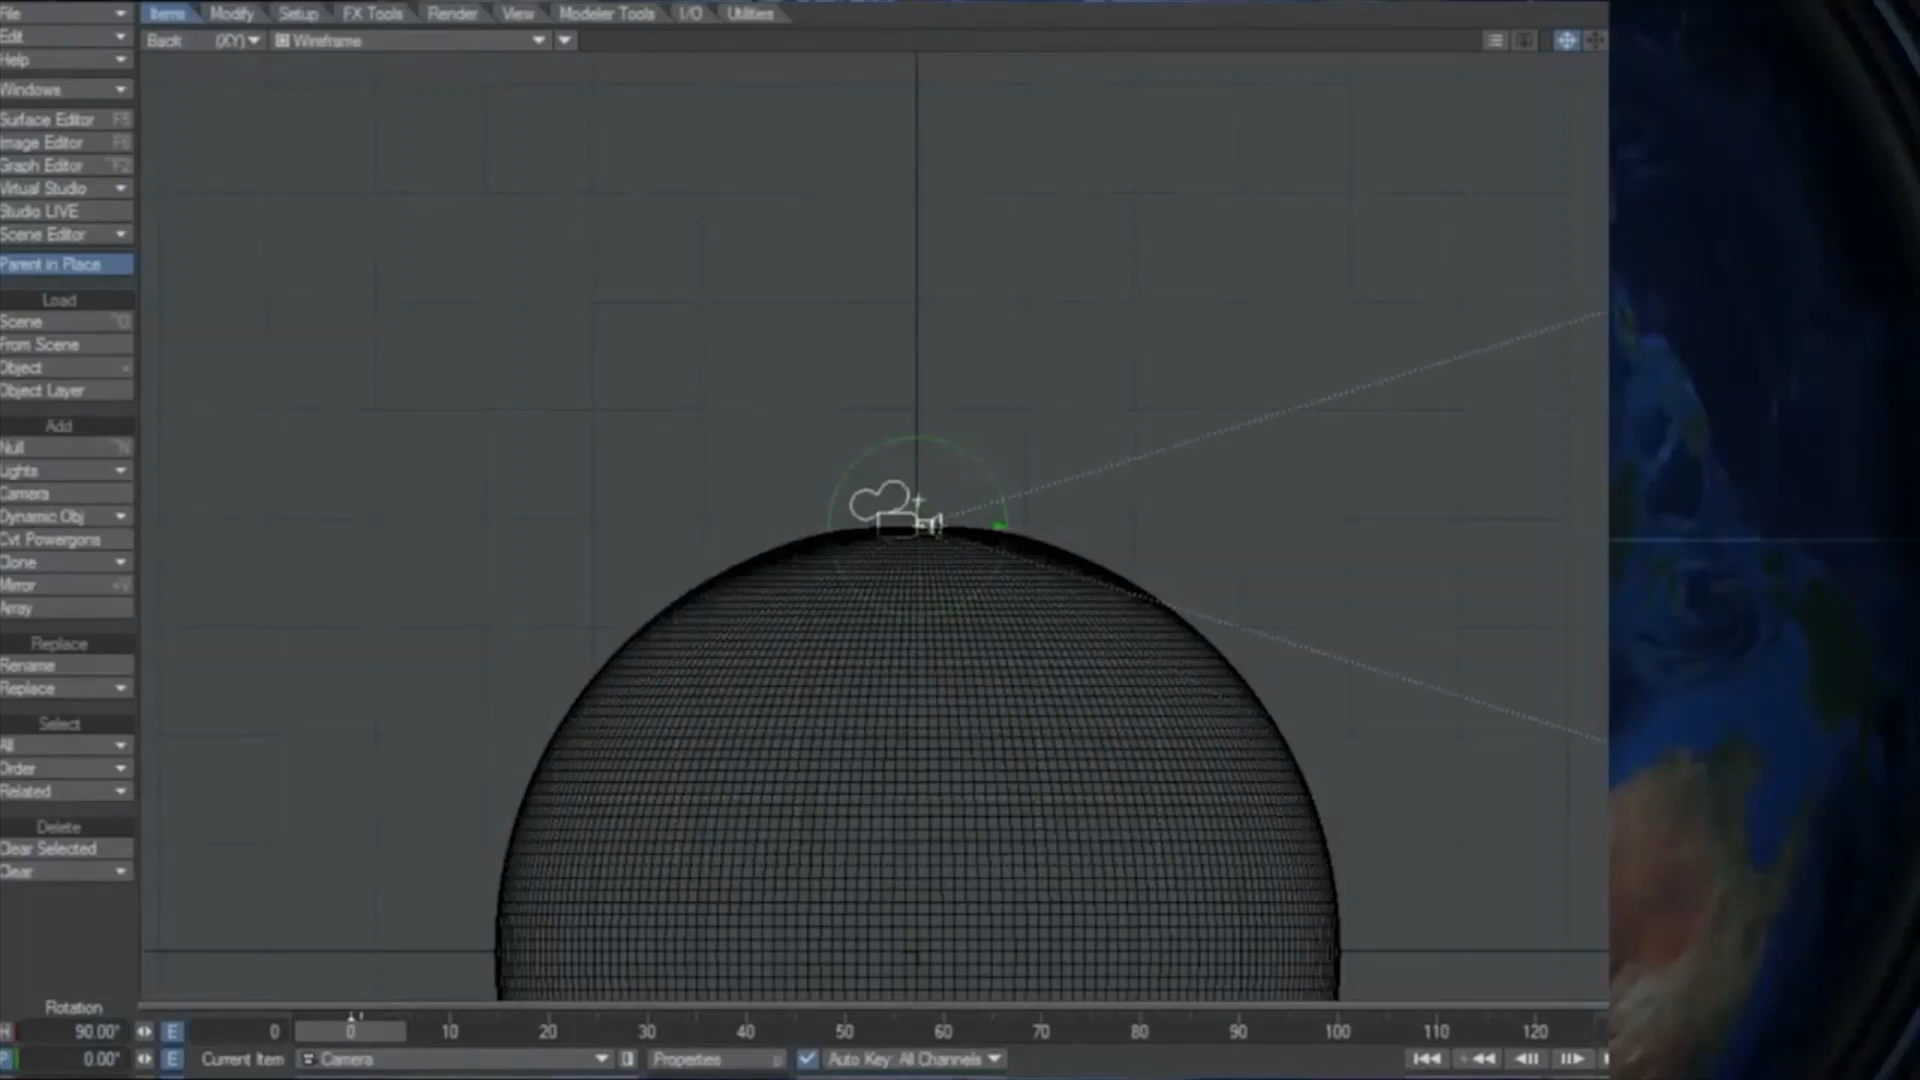 File
Items Modify Setup FX Tools Render View Modeler Tools I/O Utilities
Edit
Back (XY) Wireframe
Help
Windows
Surface Editor F5
Image Editor F6
Graph Editor ^F2
Virtual Studio
Studio LIVE
Scene Editor
Parent in Place
Load
Scene
From Scene
Object +
Object Layer
Add
Null ^N
Lights
Camera
Dynamic Obj
Cvt Powergons
Clone
Mirror +V
Array
Replace
Rename
Replace
Select
All
Order
Related
Delete
Clear Selected
Clear
Rotation
H 90.00° E 0 0 10 20 30 40 50 60 70 80 90 100 110 120
P 0.00° E Current Item Camera Properties Auto Key: All Channels